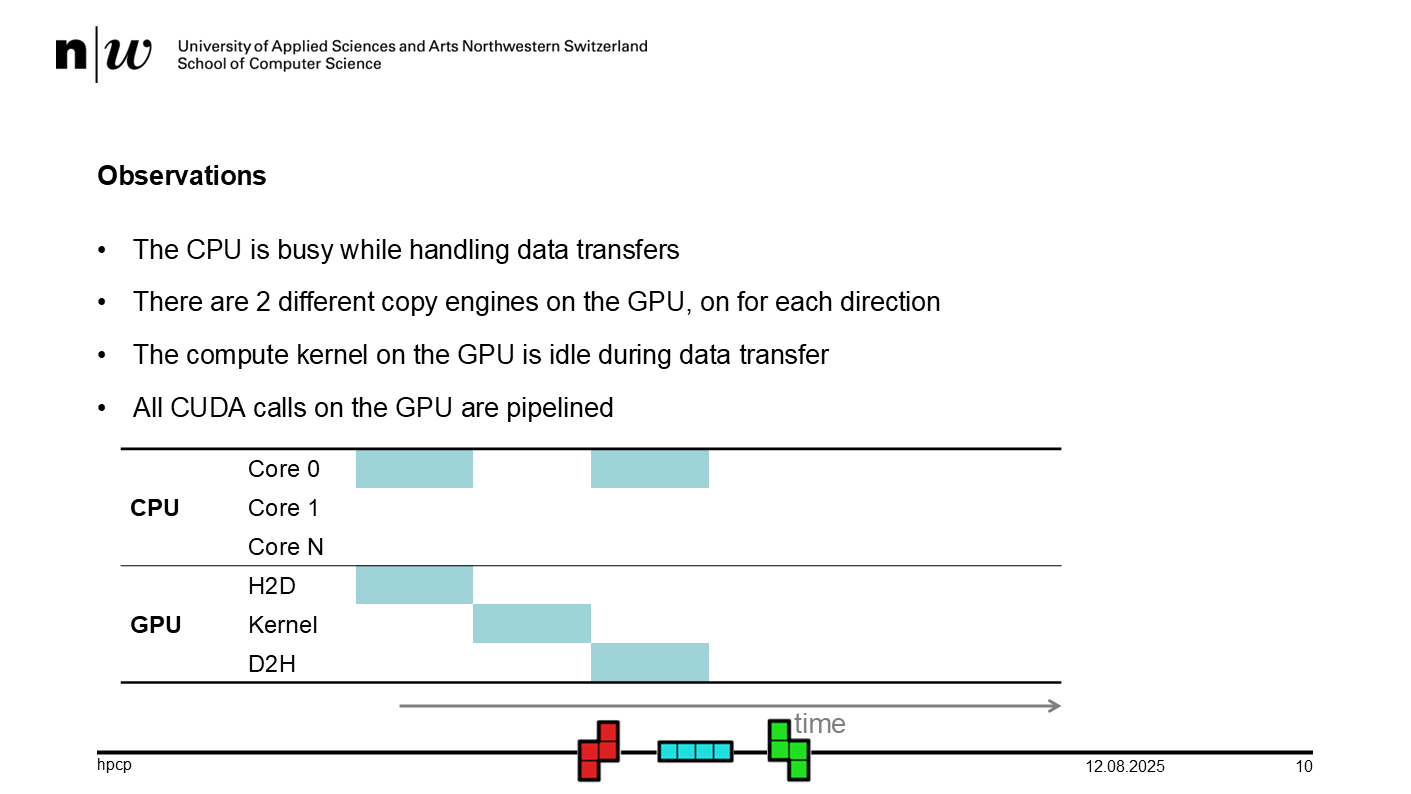 n|w University of Applied Sciences and Arts Northwestern Switzerland
School of Computer Science
Observations
• The CPU is busy while handling data transfers
• There are 2 different copy engines on the GPU, on for each direction
• The compute kernel on the GPU is idle during data transfer
• All CUDA calls on the GPU are pipelined
Core 0
CPU Core 1
Core N
H2D
GPU Kernel
D2H
time
hpcp 12.08.2025 10